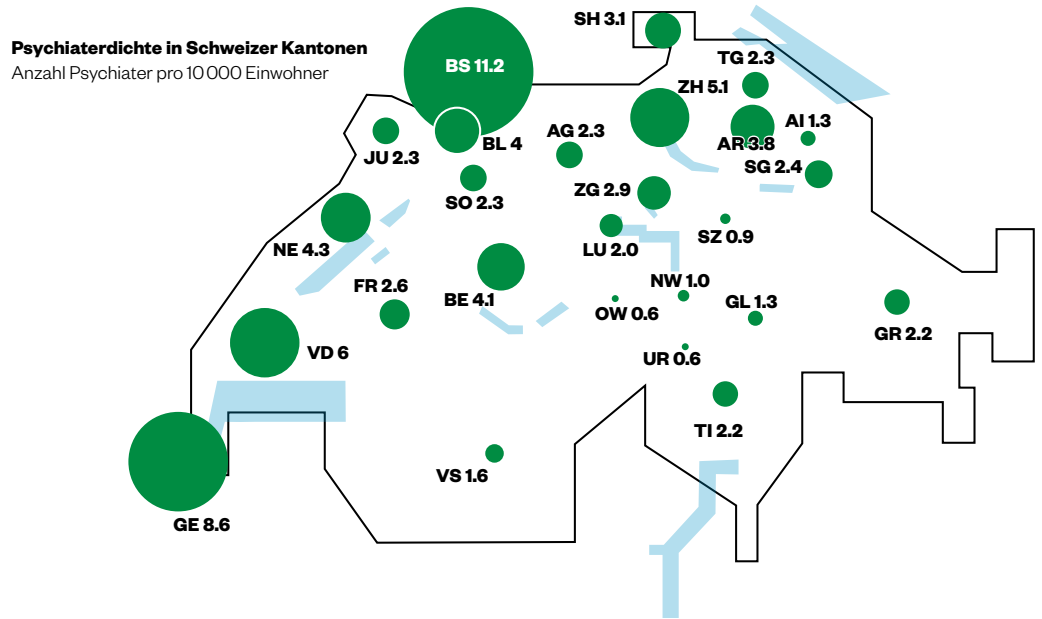 Psychiaterdichte in Schweizer Kantonen
Anzahl Psychiater pro 10 000 Einwohner
SH 3.1
BS 11.2
TG 2.3
ZH 5.1
AI 1.3
AG 2.3
BL 4
AR 3.8
JU 2.3
SG 2.4
ZG 2.9
SO 2.3
SZ 0.9
NE 4.3
LU 2.0
NW 1.0
FR 2.6
BE 4.1
OW 0.6
GL 1.3
GR 2.2
VD 6
UR 0.6
TI 2.2
VS 1.6
GE 8.6